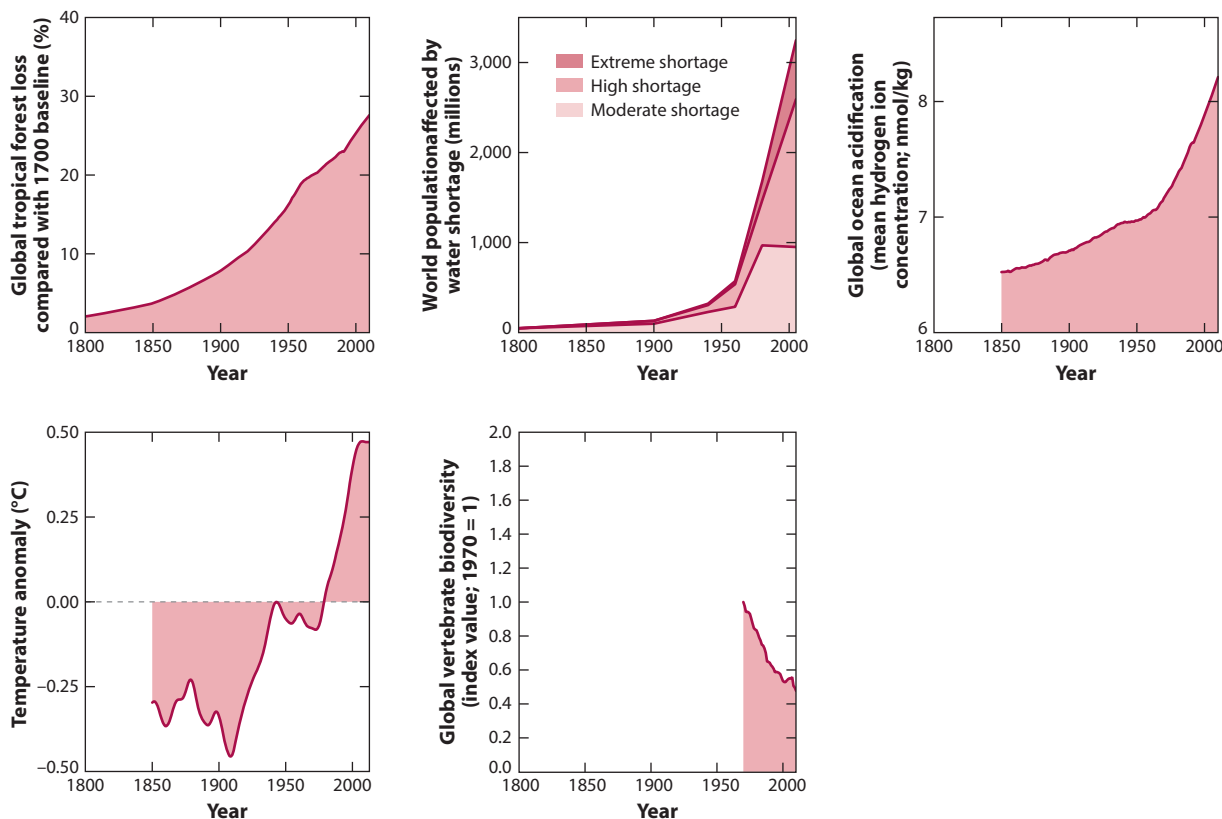 Global tropical forest loss
compared with 1700 baseline (%)
40
30
20
10
0
1800 1850 1900 1950 2000
Year
World populationaffected by
water shortage (millions)
3,000
2,000
1,000
0
Extreme shortage
High shortage
Moderate shortage
1800 1850 1900 1950 2000
Year
Global ocean acidification
(mean hydrogen ion
concentration; nmol/kg)
8
7
6
1800 1850 1900 1950 2000
Year
Temperature anomaly (°C)
0.50
0.25
0.00
−0.25
−0.50
1800 1850 1900 1950 2000
Year
Global vertebrate biodiversity
(index value; 1970 = 1)
2.0
1.8
1.6
1.4
1.2
1.0
0.8
0.6
0.4
0.2
0.0
1800 1850 1900 1950 2000
Year